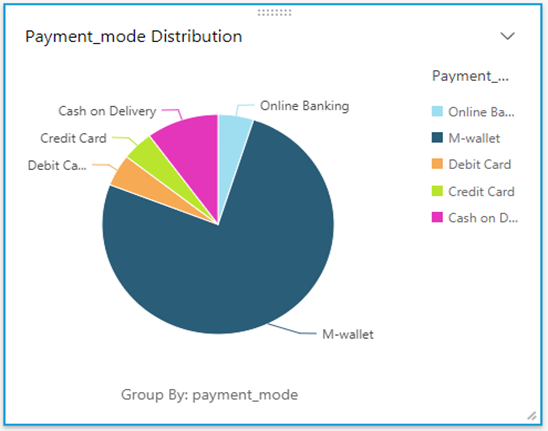 Payment_mode Distribution
Payment_...
Online Ba...
M-wallet
Debit Card
Credit Card
Cash on D...
Online Banking
Cash on Delivery
Credit Card
Debit Ca...
M-wallet
Group By: payment_mode